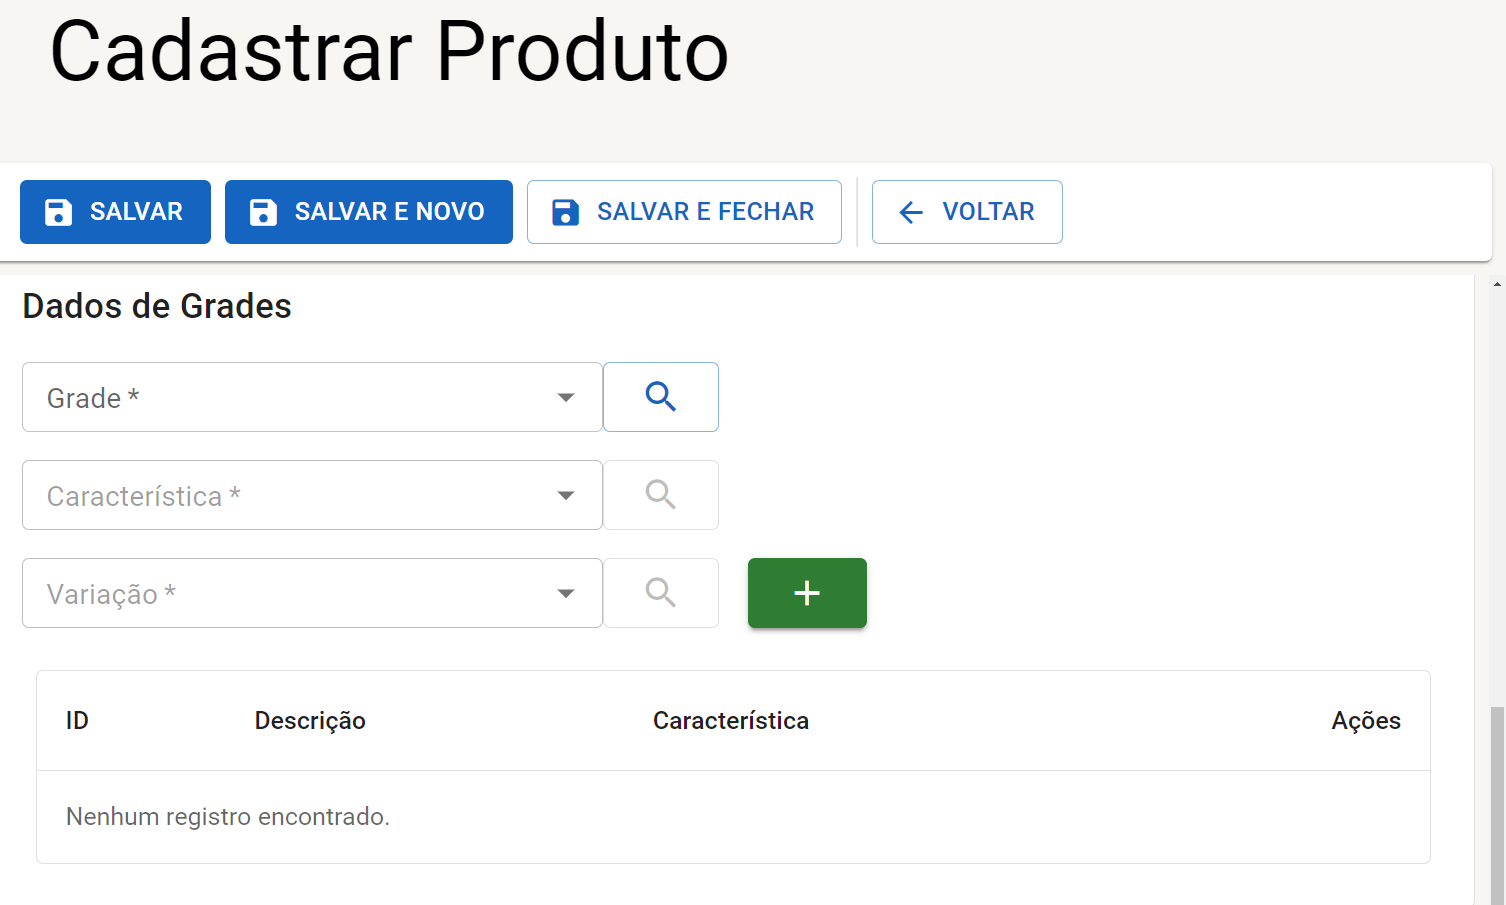 Cadastrar Produto
SALVAR SALVAR E NOVO SALVAR E FECHAR VOLTAR
Dados de Grades
Grade *
Característica *
Variação *
ID Descrição Característica Ações
Nenhum registro encontrado.